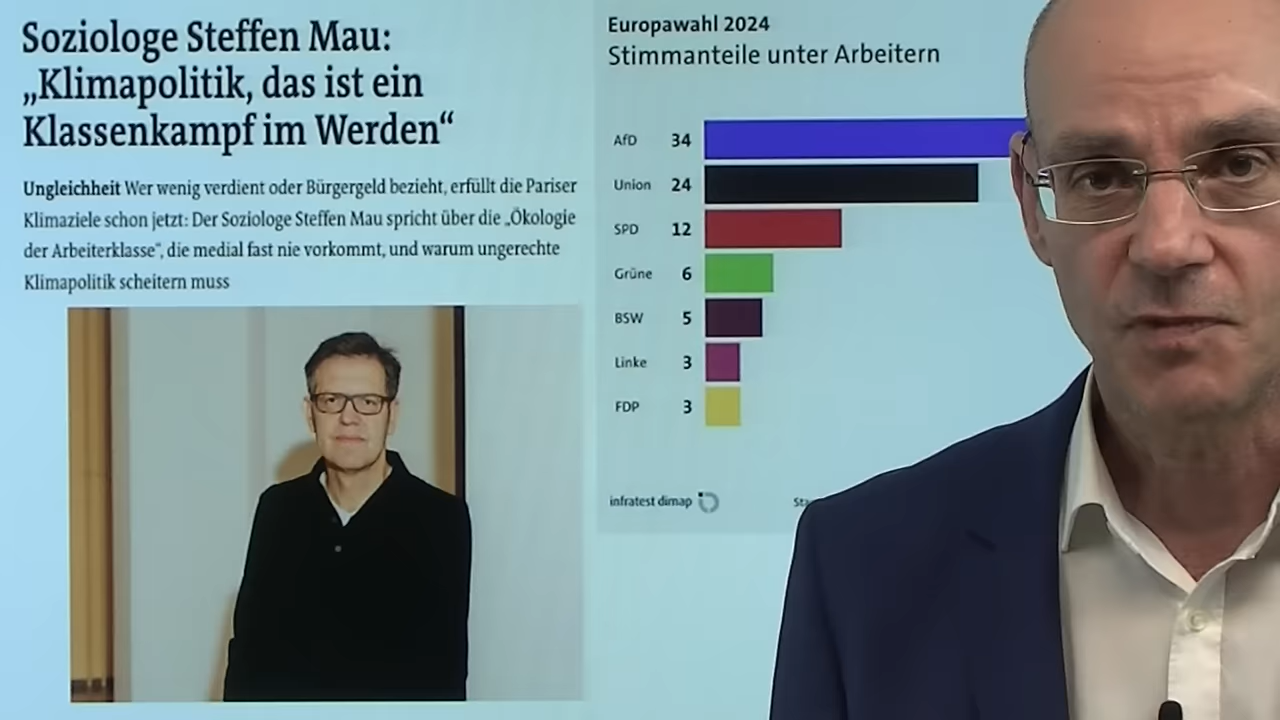 Soziologe Steffen Mau:
„Klimapolitik, das ist ein
Klassenkampf im Werden“
Ungleichheit Wer wenig verdient oder Bürgergeld bezieht, erfüllt die Pariser
Klimaziele schon jetzt: Der Soziologe Steffen Mau spricht über die „Ökologie
der Arbeiterklasse“, die medial fast nie vorkommt, und warum ungerechte
Klimapolitik scheitern muss
Europawahl 2024
Stimmanteile unter Arbeitern
AfD 34
Union 24
SPD 12
Grüne 6
BSW 5
Linke 3
FDP 3
infratest dimap